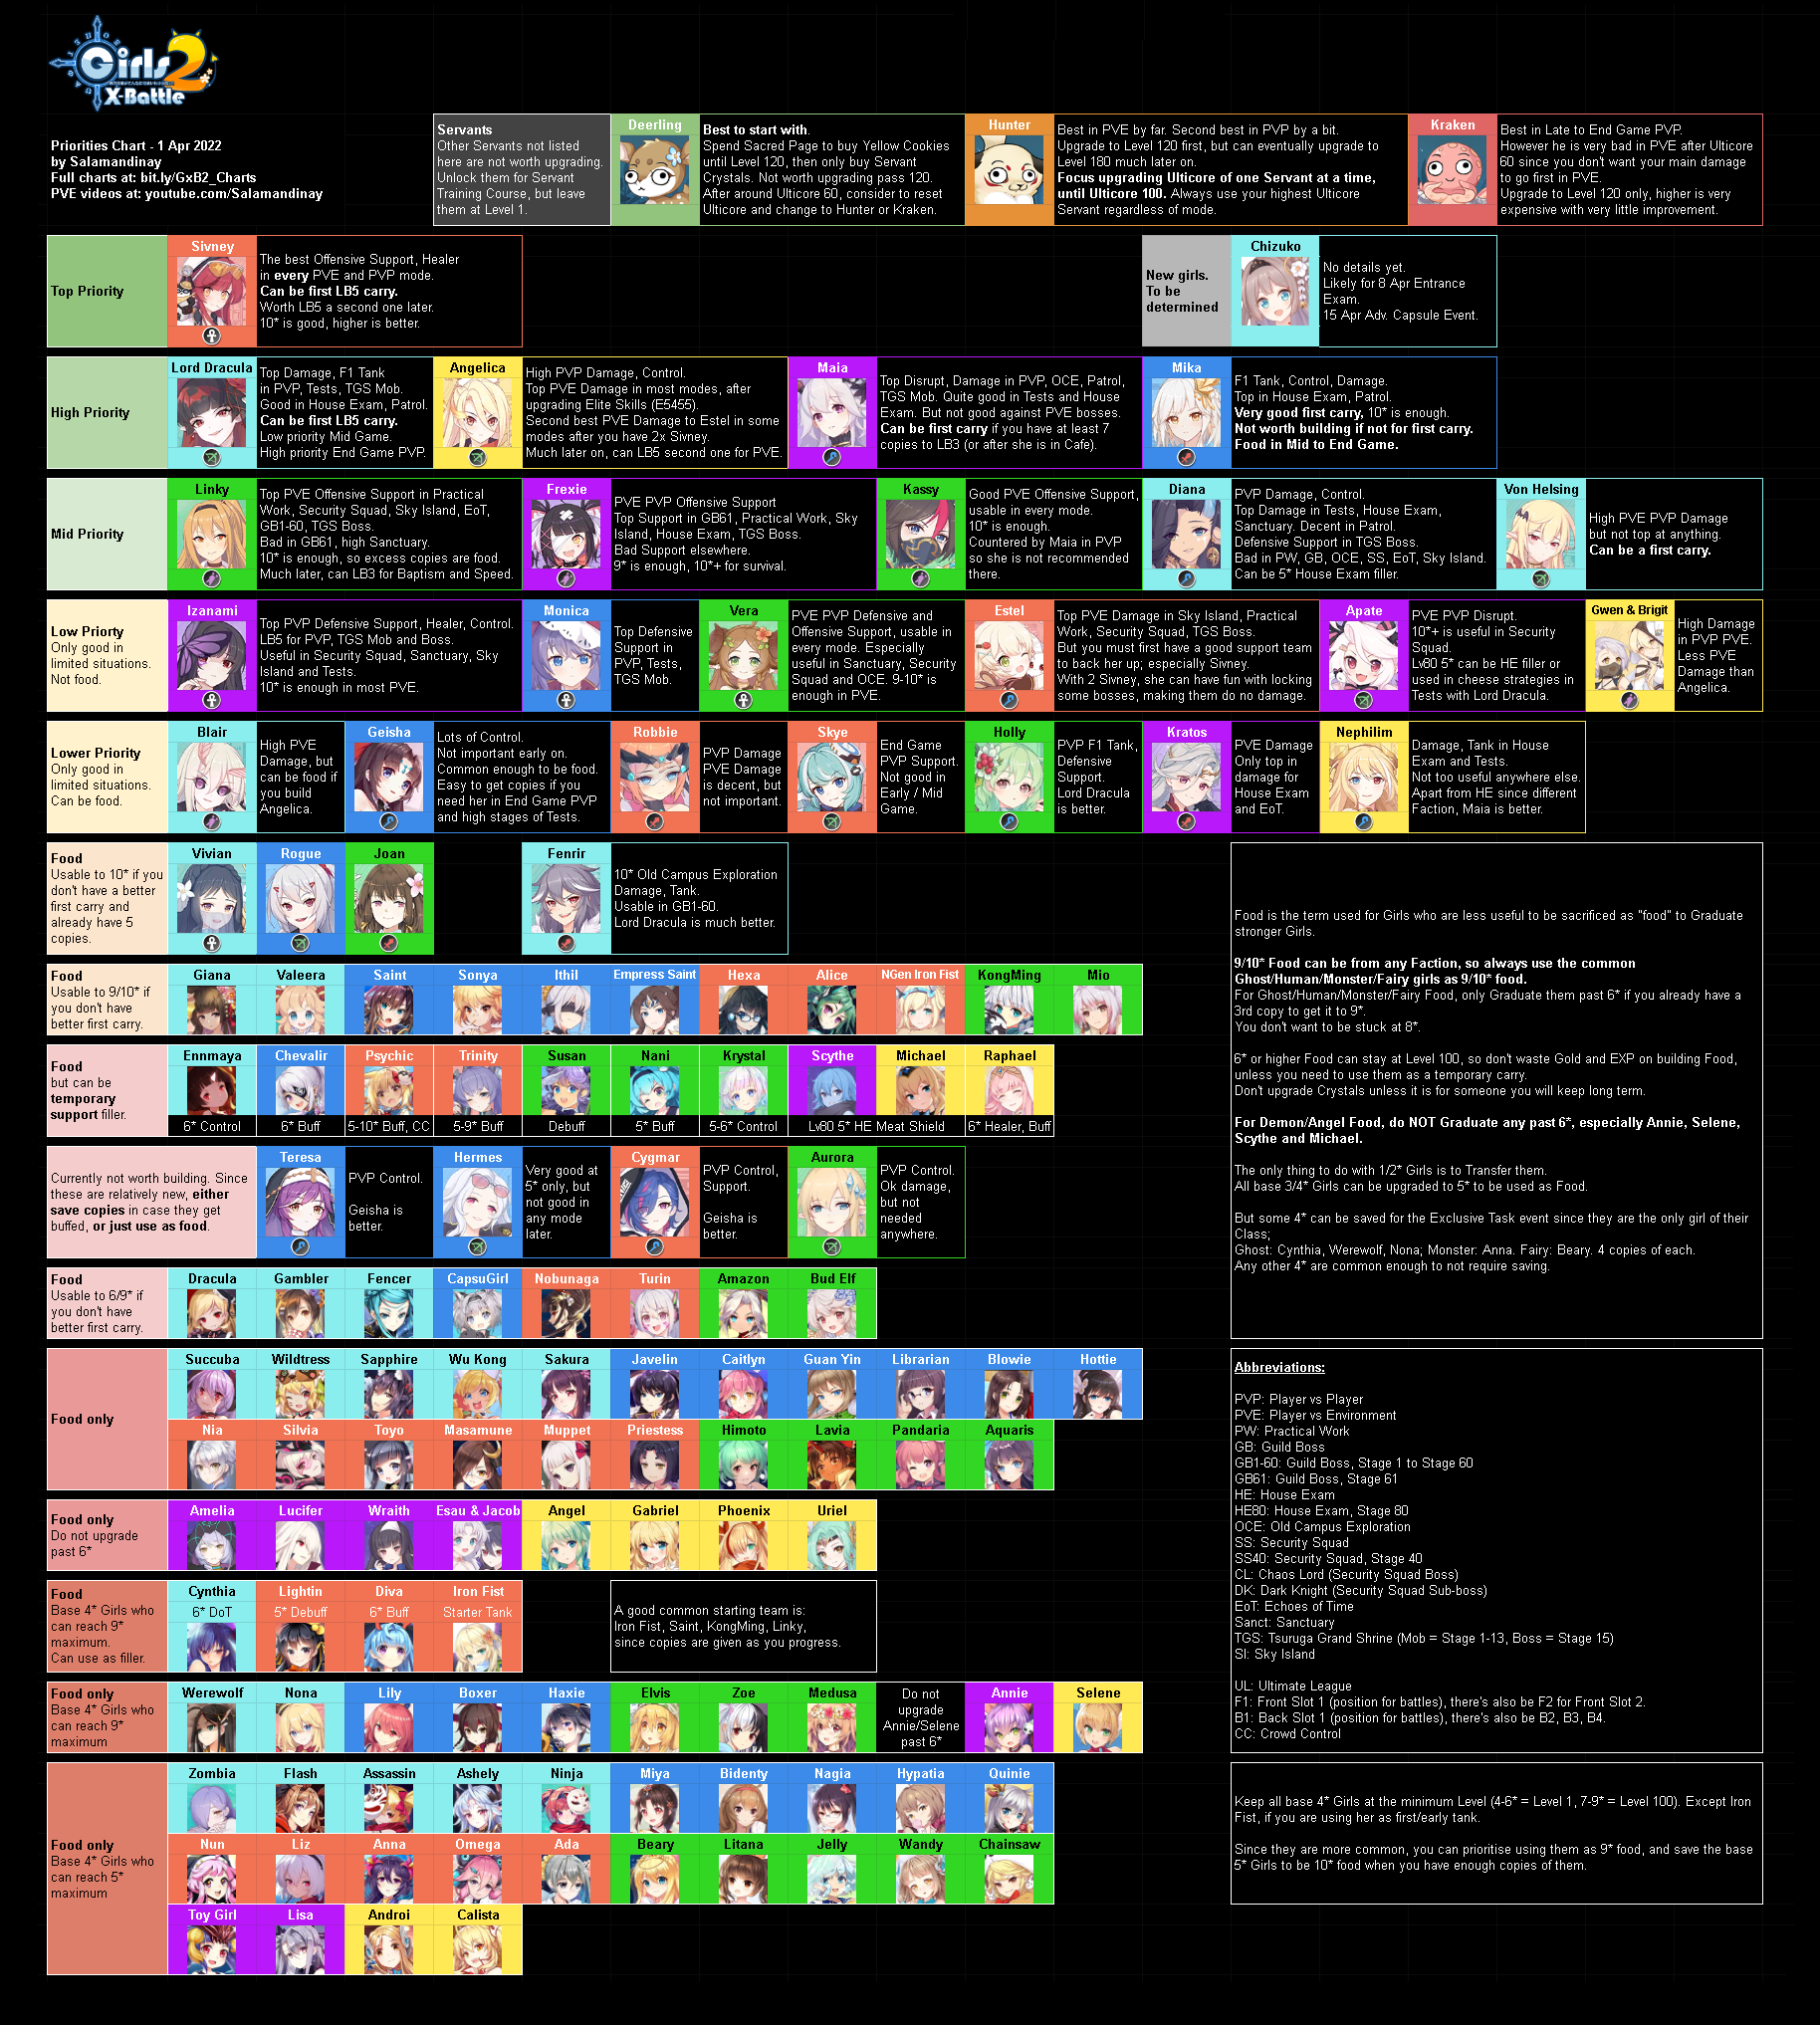 Girls 2
X-Battle
Priorities Chart - 1 Apr 2022
by Salamandinay
Full charts at: bit.ly/GxB2_Charts
PVE videos at: youtube.com/Salamandinay
Servants
Other Servants not listed
here are not worth upgrading.
Unlock them for Servant
Training Course, but leave
them at Level 1.
Deerling
Best to start with.
Spend Sacred Page to buy Yellow Cookies
until Level 120, then only buy Servant
Crystals. Not worth upgrading pass 120.
After around Ulticore 60, consider to reset
Ulticore and change to Hunter or Kraken.
Hunter
Best in PVE by far. Second best in PVP by a bit.
Upgrade to Level 120 first, but can eventually upgrade to
Level 180 much later on.
Focus upgrading Ulticore of one Servant at a time,
until Ulticore 100. Always use your highest Ulticore
Servant regardless of mode.
Kraken
Best in Late to End Game PVP.
However he is very bad in PVE after Ulticore
60 since you don't want your main damage
to go first in PVE.
Upgrade to Level 120 only, higher is very
expensive with very little improvement.
Top Priority
Sivney
The best Offensive Support, Healer
in every PVE and PVP mode.
Can be first LB5 carry.
Worth LB5 a second one later.
10* is good, higher is better.
New girls.
To be
determined
Chizuko
No details yet.
Likely for 8 Apr Entrance
Exam.
15 Apr Adv. Capsule Event.
High Priority
Lord Dracula
Top Damage, F1 Tank
in PVP, Tests, TGS Mob.
Good in House Exam, Patrol.
Can be first LB5 carry.
Low priority Mid Game.
High priority End Game PVP.
Angelica
High PVP Damage, Control.
Top PVE Damage in most modes, after
upgrading Elite Skills (E5455).
Second best PVE Damage to Estel in some
modes after you have 2x Sivney.
Much later on, can LB5 second one for PVE.
Maia
Top Disrupt, Damage in PVP, OCE, Patrol,
TGS Mob. Quite good in Tests and House
Exam. But not good against PVE bosses.
Can be first carry if you have at least 7
copies to LB3 (or after she is in Cafe).
Mika
F1 Tank, Control, Damage.
Top in House Exam, Patrol.
Very good first carry, 10* is enough.
Not worth building if not for first carry.
Food in Mid to End Game.
Mid Priority
Linky
Top PVE Offensive Support in Practical
Work, Security Squad, Sky Island, EoT,
GB1-60, TGS Boss.
Bad in GB61, high Sanctuary.
10* is enough, so excess copies are food.
Much later, can LB3 for Baptism and Speed.
Frexie
PVE PVP Offensive Support
Top Support in GB61, Practical Work, Sky
Island, House Exam, TGS Boss.
Bad Support elsewhere.
9* is enough, 10*+ for survival.
Kassy
Good PVE Offensive Support,
usable in every mode.
10* is enough.
Countered by Maia in PVP
so she is not recommended
there.
Diana
PVP Damage, Control.
Top Damage in Tests, House Exam,
Sanctuary. Decent in Patrol.
Defensive Support in TGS Boss.
Bad in PW, GB, OCE, SS, EoT, Sky Island.
Can be 5* House Exam filler.
Von Helsing
High PVE PVP Damage
but not top at anything.
Can be a first carry.
Low Priorty
Only good in
limited situations.
Not food.
Izanami
Top PVP Defensive Support, Healer, Control.
LB5 for PVP, TGS Mob and Boss.
Useful in Security Squad, Sanctuary, Sky
Island and Tests.
10* is enough in most PVE.
Monica
Top Defensive
Support in
PVP, Tests,
TGS Mob.
Vera
PVE PVP Defensive and
Offensive Support, usable in
every mode. Especially
useful in Sanctuary, Security
Squad and OCE. 9-10* is
enough in PVE.
Estel
Top PVE Damage in Sky Island, Practical
Work, Security Squad, TGS Boss.
But you must first have a good support team
to back her up; especially Sivney.
With 2 Sivney, she can have fun with locking
some bosses, making them do no damage.
Apate
PVE PVP Disrupt.
10*+ is useful in Security
Squad.
Lv80 5* can be HE filler or
used in cheese strategies in
Tests with Lord Dracula.
Gwen & Brigit
High Damage
in PVP PVE.
Less PVE
Damage than
Angelica.
Lower Priority
Only good in
limited situations.
Can be food.
Blair
High PVE
Damage, but
can be food if
you build
Angelica.
Geisha
Lots of Control.
Not important early on.
Common enough to be food.
Easy to get copies if you
need her in End Game PVP
and high stages of Tests.
Robbie
PVP Damage
PVE Damage
is decent, but
not important.
Skye
End Game
PVP Support.
Not good in
Early / Mid
Game.
Holly
PVP F1 Tank,
Defensive
Support.
Lord Dracula
is better.
Kratos
PVE Damage
Only top in
damage for
House Exam
and EoT.
Nephilim
Damage, Tank in House
Exam and Tests.
Not too useful anywhere else.
Apart from HE since different
Faction, Maia is better.
Food
Usable to 10* if you
don't have a better
first carry and
already have 5
copies.
Vivian Rogue Joan Fenrir
10* Old Campus Exploration
Damage, Tank.
Usable in GB1-60.
Lord Dracula is much better.
Food
Usable to 9/10* if
you don't have
better first carry.
Giana Valeera Saint Sonya Ithil Empress Saint Hexa Alice NGen Iron Fist KongMing Mio
Food
but can be
temporary
support filler.
Ennmaya Chevalir Psychic Trinity Susan Nani Krystal Scythe Michael Raphael
6* Control 6* Buff 5-10* Buff, CC 5-9* Buff Debuff 5* Buff 5-6* Control Lv80 5* HE Meat Shield 6* Healer, Buff
Currently not worth building. Since
these are relatively new, either
save copies in case they get
buffed, or just use as food.
Teresa
PVP Control.
Geisha is
better.
Hermes
Very good at
5* only, but
not good in
any mode
later.
Cygmar
PVP Control,
Support.
Geisha is
better.
Aurora
PVP Control.
Ok damage,
but not
needed
anywhere.
Food
Usable to 6/9* if
you don't have
better first carry.
Dracula Gambler Fencer CapsuGirl Nobunaga Turin Amazon Bud Elf
Food is the term used for Girls who are less useful to be sacrificed as "food" to Graduate
stronger Girls.
9/10* Food can be from any Faction, so always use the common
Ghost/Human/Monster/Fairy girls as 9/10* food.
For Ghost/Human/Monster/Fairy Food, only Graduate them past 6* if you already have a
3rd copy to get it to 9*.
You don't want to be stuck at 8*.
6* or higher Food can stay at Level 100, so don't waste Gold and EXP on building Food,
unless you need to use them as a temporary carry.
Don't upgrade Crystals unless it is for someone you will keep long term.
For Demon/Angel Food, do NOT Graduate any past 6*, especially Annie, Selene,
Scythe and Michael.
The only thing to do with 1/2* Girls is to Transfer them.
All base 3/4* Girls can be upgraded to 5* to be used as Food.
But some 4* can be saved for the Exclusive Task event since they are the only girl of their
Class;
Ghost: Cynthia, Werewolf, Nona; Monster: Anna. Fairy: Beary. 4 copies of each.
Any other 4* are common enough to not require saving.
Food only
Succuba Wildtress Sapphire Wu Kong Sakura Javelin Caitlyn Guan Yin Librarian Blowie Hottie
Nia Silvia Toyo Masamune Muppet Priestess Himoto Lavia Pandaria Aquaris
Food only
Do not upgrade
past 6*
Amelia Lucifer Wraith Esau & Jacob Angel Gabriel Phoenix Uriel
Food
Base 4* Girls who
can reach 9*
maximum.
Can use as filler.
Cynthia Lightin Diva Iron Fist
6* DoT 5* Debuff 6* Buff Starter Tank
A good common starting team is:
Iron Fist, Saint, KongMing, Linky,
since copies are given as you progress.
Food only
Base 4* Girls who
can reach 9*
maximum
Werewolf Nona Lily Boxer Haxie Elvis Zoe Medusa
Do not
upgrade
Annie/Selene
past 6*
Annie Selene
Food only
Base 4* Girls who
can reach 5*
maximum
Zombia Flash Assassin Ashely Ninja Miya Bidenty Nagia Hypatia Quinie
Nun Liz Anna Omega Ada Beary Litana Jelly Wandy Chainsaw
Toy Girl Lisa Androi Calista
Abbreviations:
PVP: Player vs Player
PVE: Player vs Environment
PW: Practical Work
GB: Guild Boss
GB1-60: Guild Boss, Stage 1 to Stage 60
GB61: Guild Boss, Stage 61
HE: House Exam
HE80: House Exam, Stage 80
OCE: Old Campus Exploration
SS: Security Squad
SS40: Security Squad, Stage 40
CL: Chaos Lord (Security Squad Boss)
DK: Dark Knight (Security Squad Sub-boss)
EoT: Echoes of Time
Sanct: Sanctuary
TGS: Tsuruga Grand Shrine (Mob = Stage 1-13, Boss = Stage 15)
SI: Sky Island
UL: Ultimate League
F1: Front Slot 1 (position for battles), there's also be F2 for Front Slot 2.
B1: Back Slot 1 (position for battles), there's also be B2, B3, B4.
CC: Crowd Control
Keep all base 4* Girls at the minimum Level (4-6* = Level 1, 7-9* = Level 100). Except Iron
Fist, if you are using her as first/early tank.
Since they are more common, you can prioritise using them as 9* food, and save the base
5* Girls to be 10* food when you have enough copies of them.